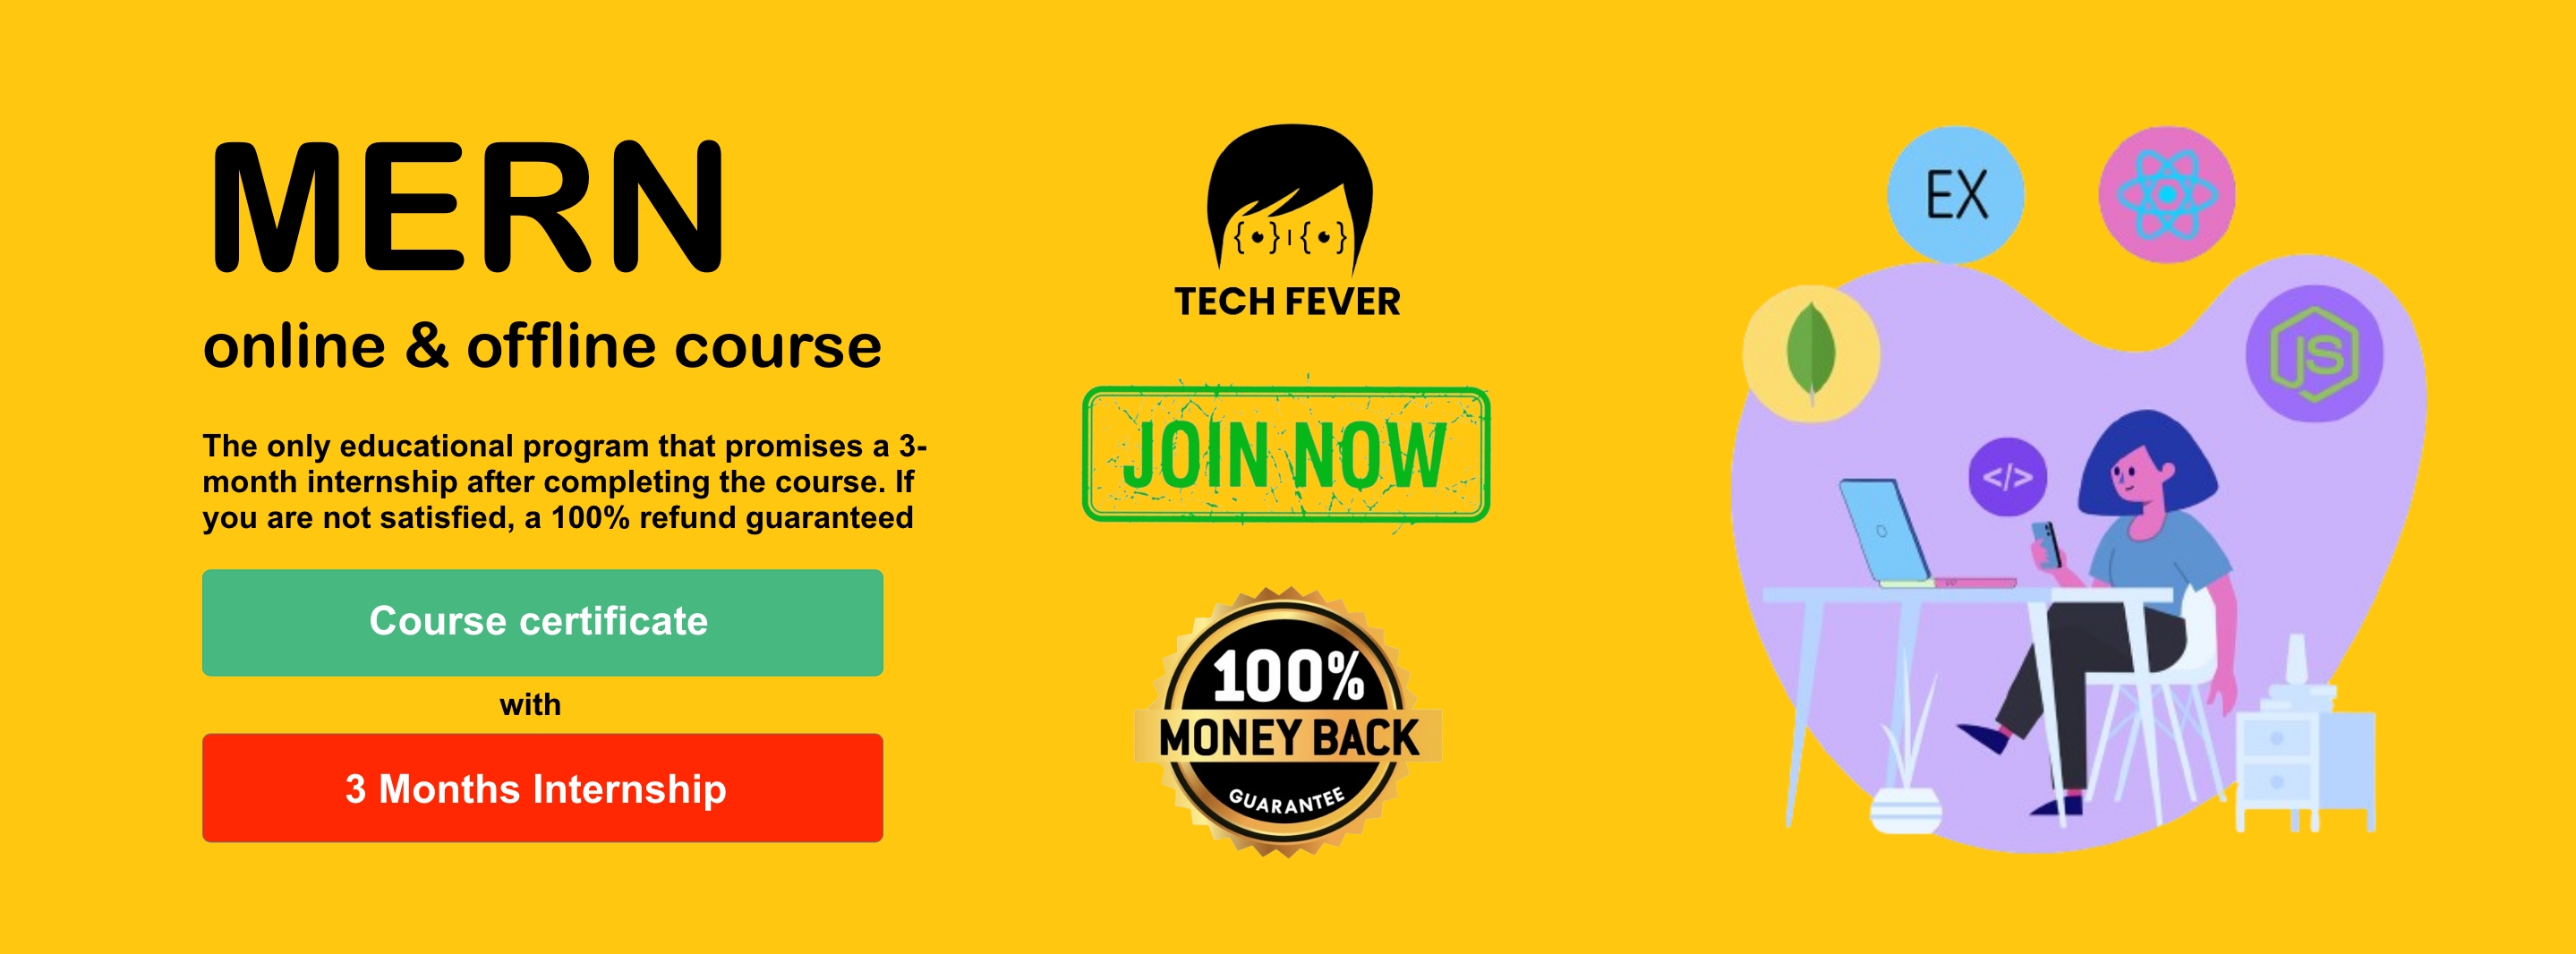 MERN
online & offline course
The only educational program that promises a 3-
month internship after completing the course. If
you are not satisfied, a 100% refund guaranteed
Course certificate
with
3 Months Internship
{•}|{•}
TECH FEVER
JOIN NOW
100%
MONEY BACK
GUARANTEE
EX
JS
</>